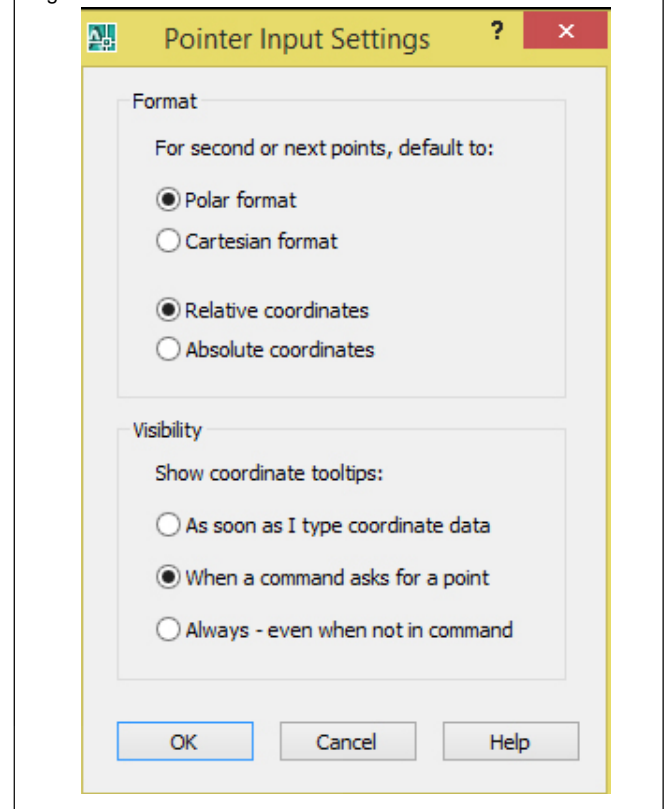 Pointer Input Settings ? ×
Format
For second or next points, default to:
Polar format
Cartesian format
Relative coordinates
Absolute coordinates
Visibility
Show coordinate tooltips:
As soon as I type coordinate data
When a command asks for a point
Always - even when not in command
OK Cancel Help